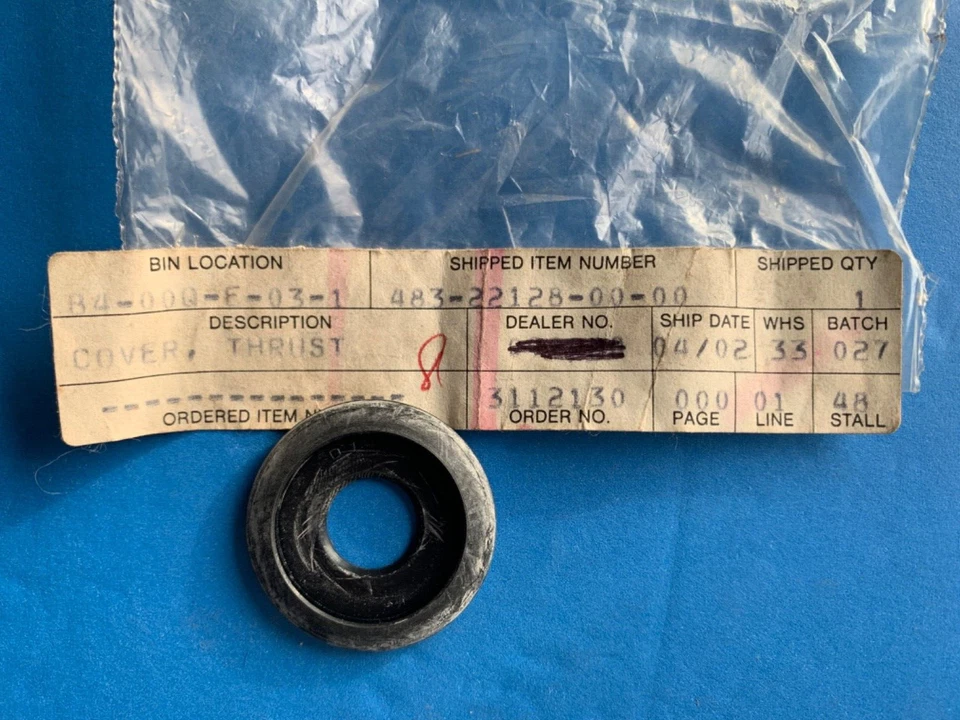 BIN LOCATION SHIPPED ITEM NUMBER SHIPPED QTY
B4-00Q-E-03-1 483-22128-00-00 1
DESCRIPTION DEALER NO. SHIP DATE WHS BATCH
COVER, THRUST 8 04/02 33 027
--------------- 3112130 000 01 48
ORDERED ITEM N ORDER NO. PAGE LINE STALL